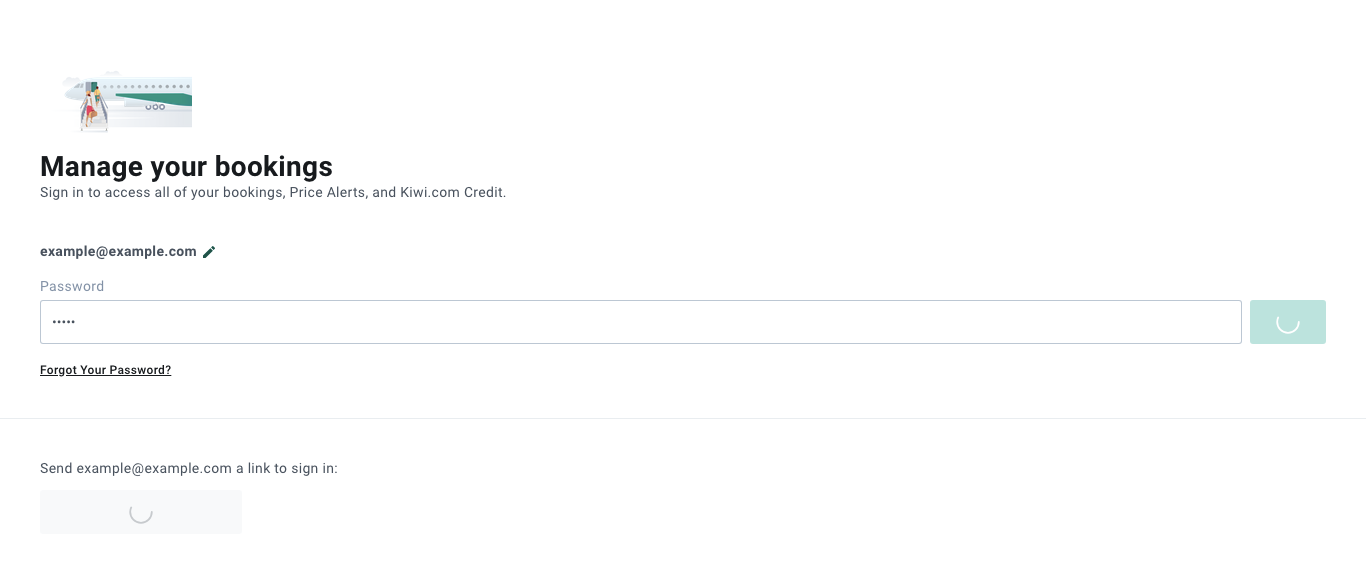 Manage your bookings
Sign in to access all of your bookings, Price Alerts, and Kiwi.com Credit.
example@example.com
Password
•••••
Forgot Your Password?
Send example@example.com a link to sign in: